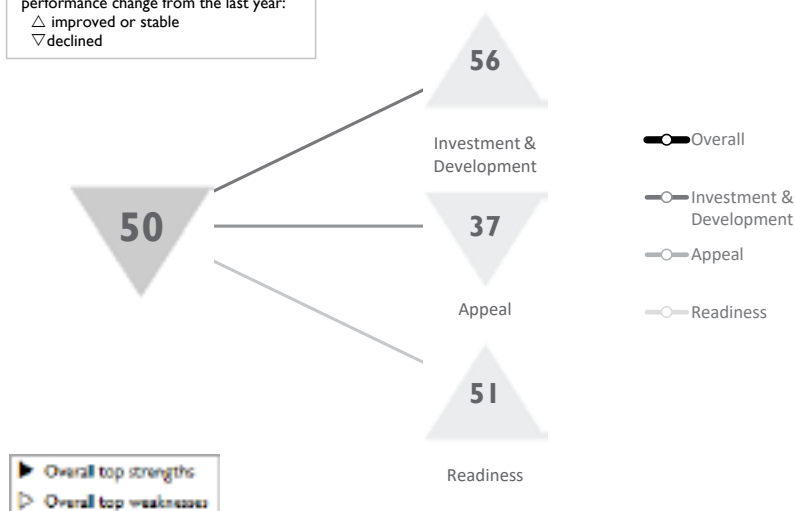 performance change from the last year:
△ improved or stable
▽ declined
56
Investment &
Development
50
37
Appeal
51
Readiness
Overall
Investment &
Development
Appeal
Readiness
▶ Overall top strengths
▷ Overall top weaknesses